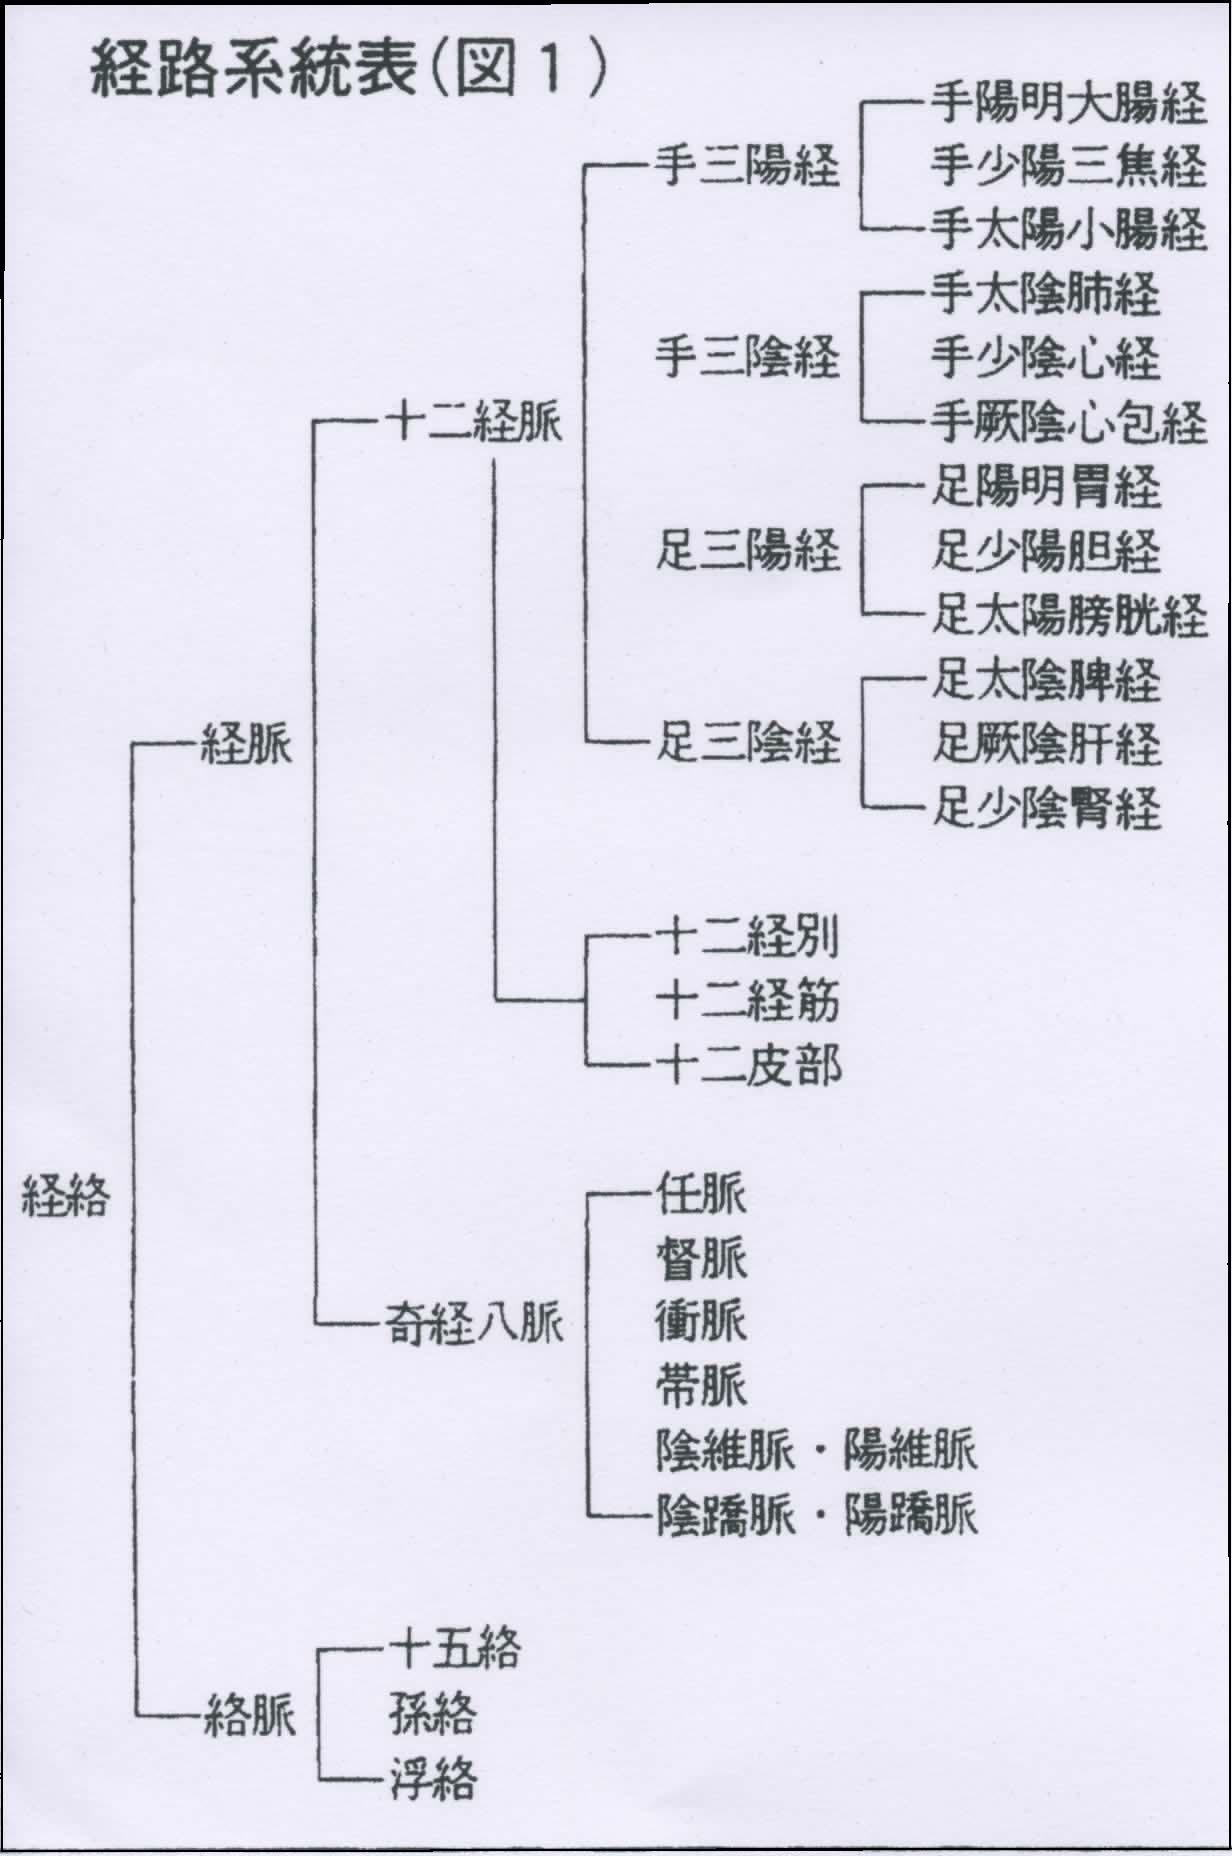 経路系統表(図1)
手陽明大腸経
手三陽経
手少陽三焦経
手太陽小腸経
手太陰肺経
手三陰経
手少陰心経
十二経脈
手厥陰心包経
足陽明胃経
足三陽経
足少陽胆経
足太陽膀胱経
足太陰脾経
経脈
足三陰経
足厥陰肝経
足少陰腎経
十二経別
十二経筋
十二皮部
経絡
任脈
督脈
奇経八脈
衝脈
帯脈
陰維脈・陽維脈
陰蹻脈・陽蹻脈
十五絡
絡脈
孫絡
浮絡